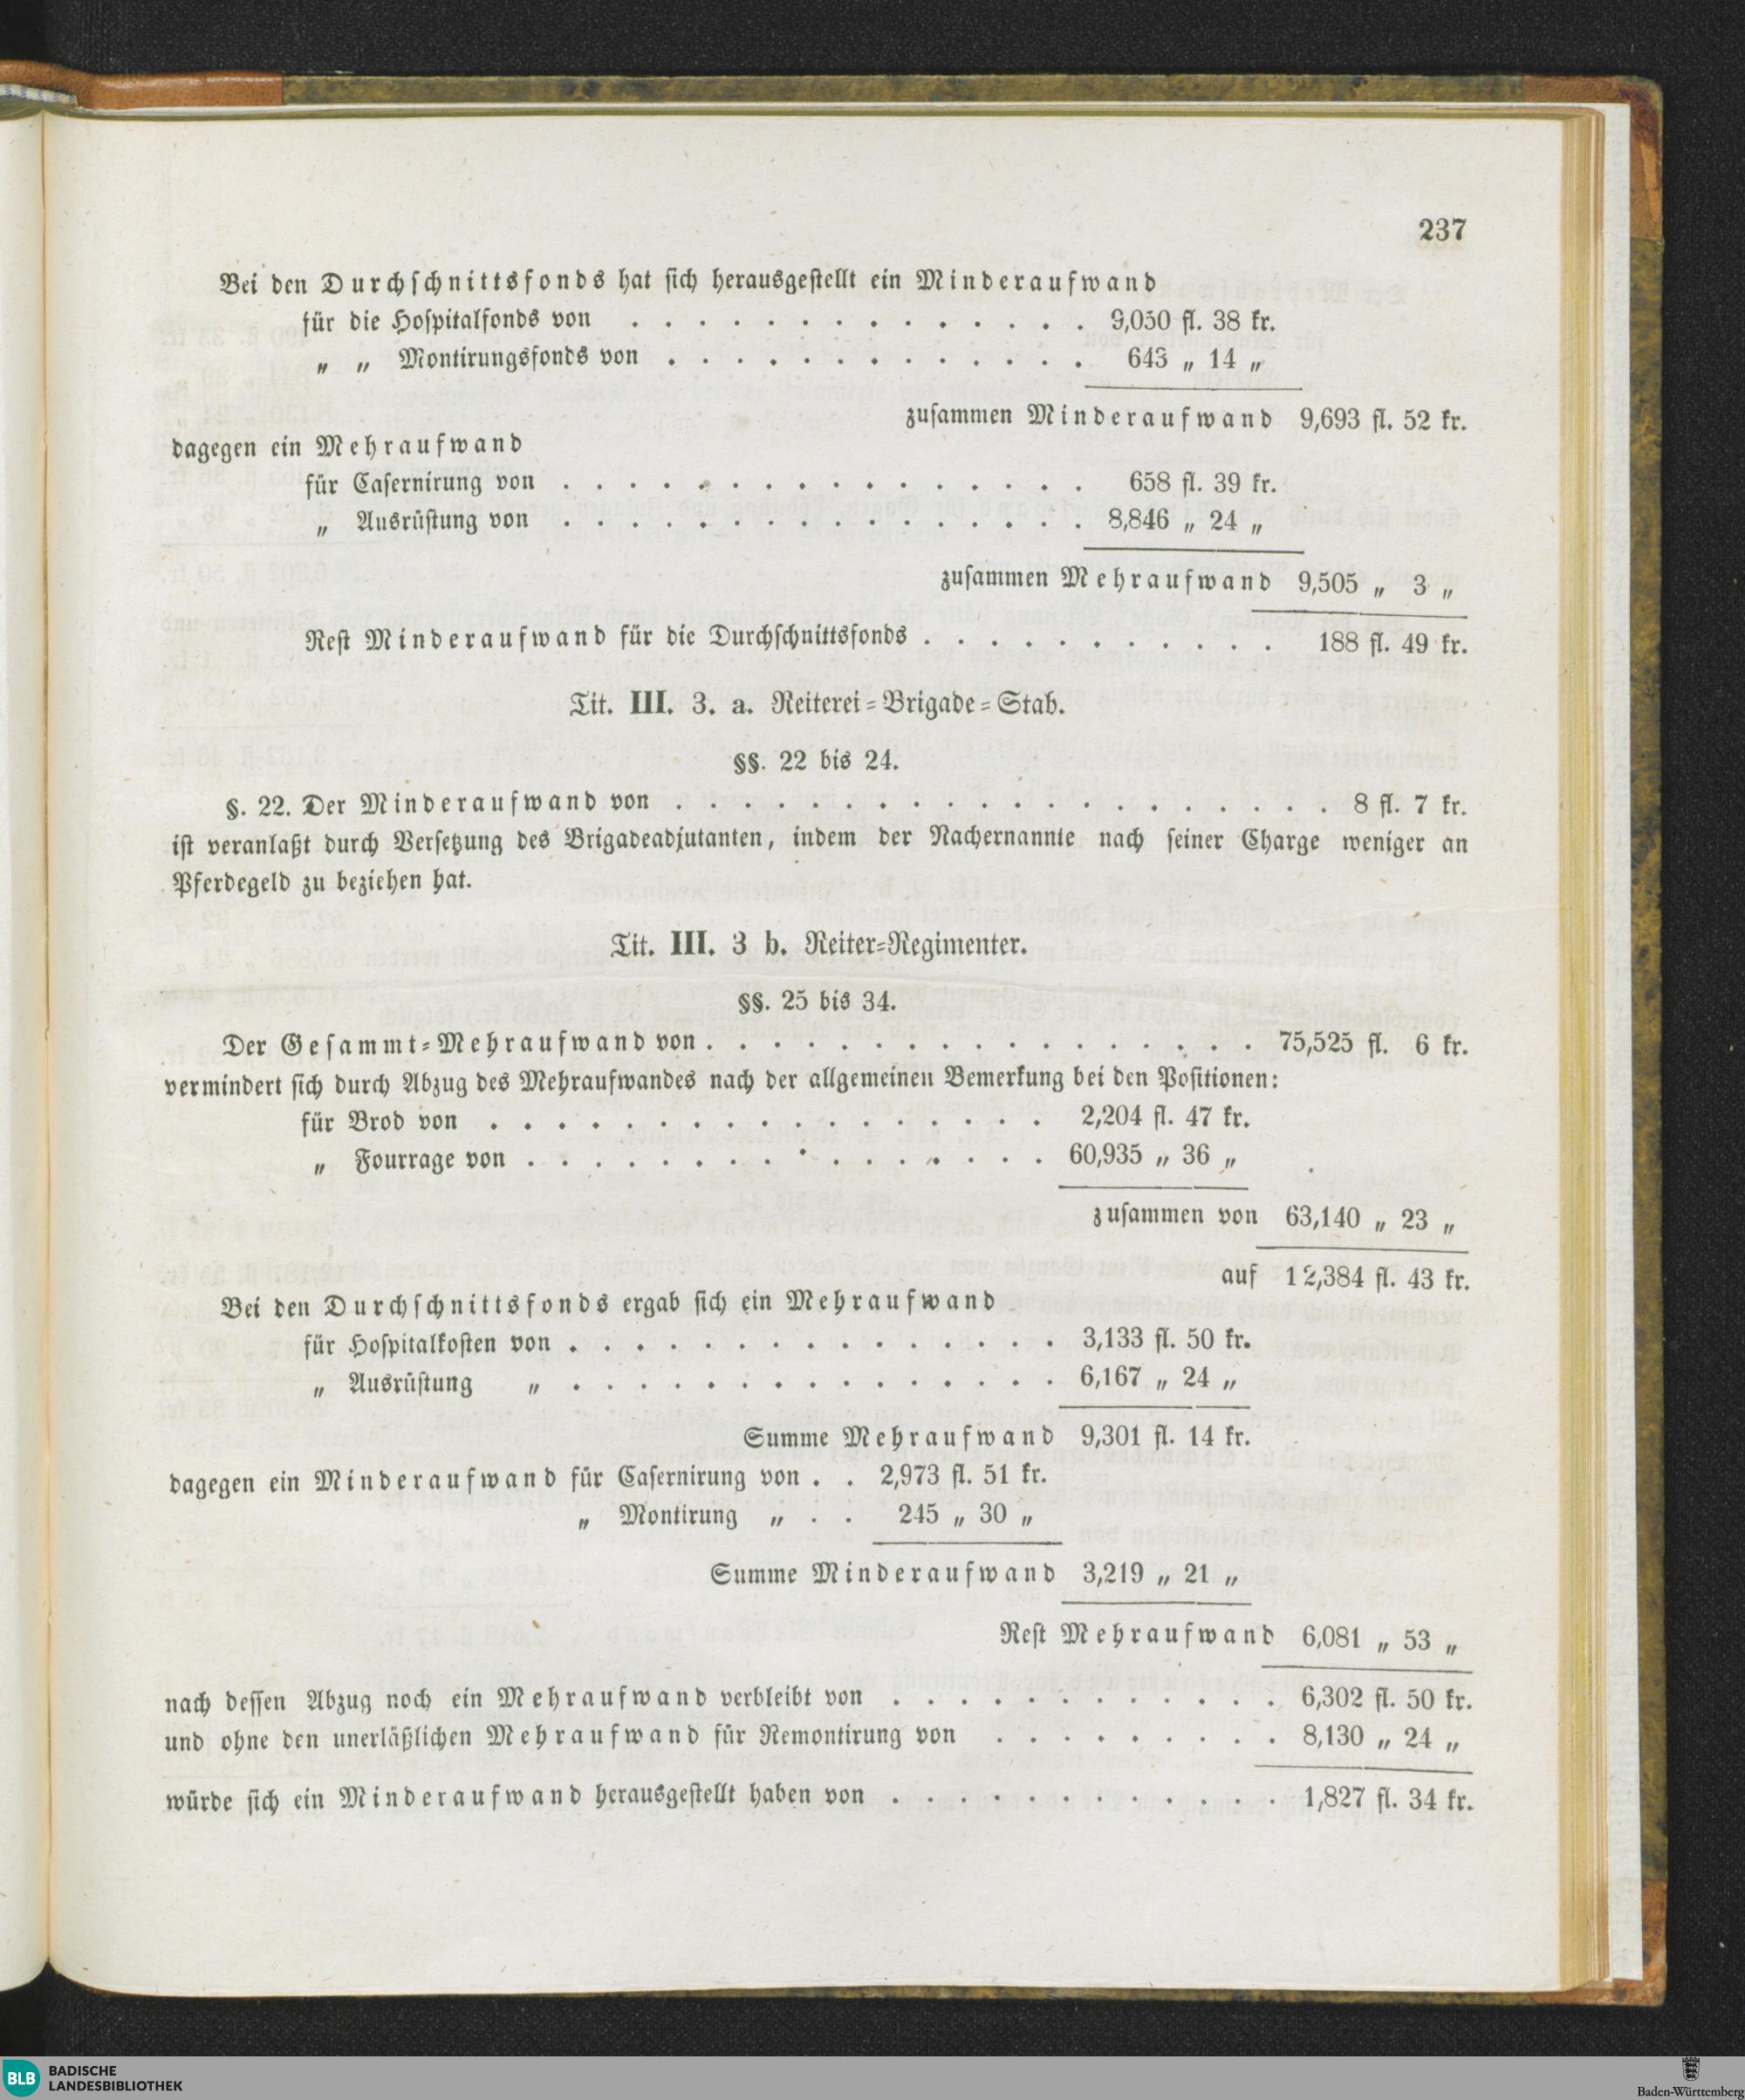 237
Bei den Durchschnittsfonds hat sich herausgestellt ein Minderaufwand
für die Hospitalfonds von . . . . . . . . . . . . . . 9,050 fl. 38 kr.
„ „ Montirungsfonds von . . . . . . . . . . . . . 643 „ 14 „
zusammen Minderaufwand 9,693 fl. 52 kr.
dagegen ein Mehraufwand
für Casernirung von . . . . . . . . . . . . . . . . 658 fl. 39 kr.
„ Ausrüstung von . . . . . . . . . . . . . . . . 8,846 „ 24 „
zusammen Mehraufwand 9,505 „ 3 „
Rest Minderaufwand für die Durchschnittsfonds . . . . . . . . . . . 188 fl. 49 kr.
Tit. III. 3. a. Reiterei=Brigade=Stab.
§§. 22 bis 24.
§. 22. Der Minderaufwand von . . . . . . . . . . . . . . . . . . . . 8 fl. 7 kr.
ist veranlaßt durch Versetzung des Brigadeadjutanten, indem der Nachernannte nach seiner Charge weniger an
Pferdegeld zu beziehen hat.
Tit. III. 3 b. Reiter=Regimenter.
§§. 25 bis 34.
Der Gesammt=Mehraufwand von . . . . . . . . . . . . . . . . . 75,525 fl. 6 kr.
vermindert sich durch Abzug des Mehraufwandes nach der allgemeinen Bemerkung bei den Positionen:
für Brod von . . . . . . . . . . . . . . . . . 2,204 fl. 47 kr.
„ Fourrage von . . . . . . . . . . . . . . . . 60,935 „ 36 „
zusammen von 63,140 „ 23 „
auf 12,384 fl. 43 kr.
Bei den Durchschnittsfonds ergab sich ein Mehraufwand
für Hospitalkosten von . . . . . . . . . . . . . . . 3,133 fl. 50 kr.
„ Ausrüstung „ . . . . . . . . . . . . . . . 6,167 „ 24 „
Summe Mehraufwand 9,301 fl. 14 kr.
dagegen ein Minderaufwand für Casernirung von . . 2,973 fl. 51 kr.
„ Montirung „ . . 245 „ 30 „
Summe Minderaufwand 3,219 „ 21 „
Rest Mehraufwand 6,081 „ 53 „
nach dessen Abzug noch ein Mehraufwand verbleibt von . . . . . . . . . . . . 6,302 fl. 50 kr.
und ohne den unerläßlichen Mehraufwand für Remontirung von . . . . . . . . . 8,130 „ 24 „
würde sich ein Minderaufwand herausgestellt haben von . . . . . . . . . . . . 1,827 fl. 34 kr.
BLB BADISCHE
LANDESBIBLIOTHEK
Baden-Württemberg